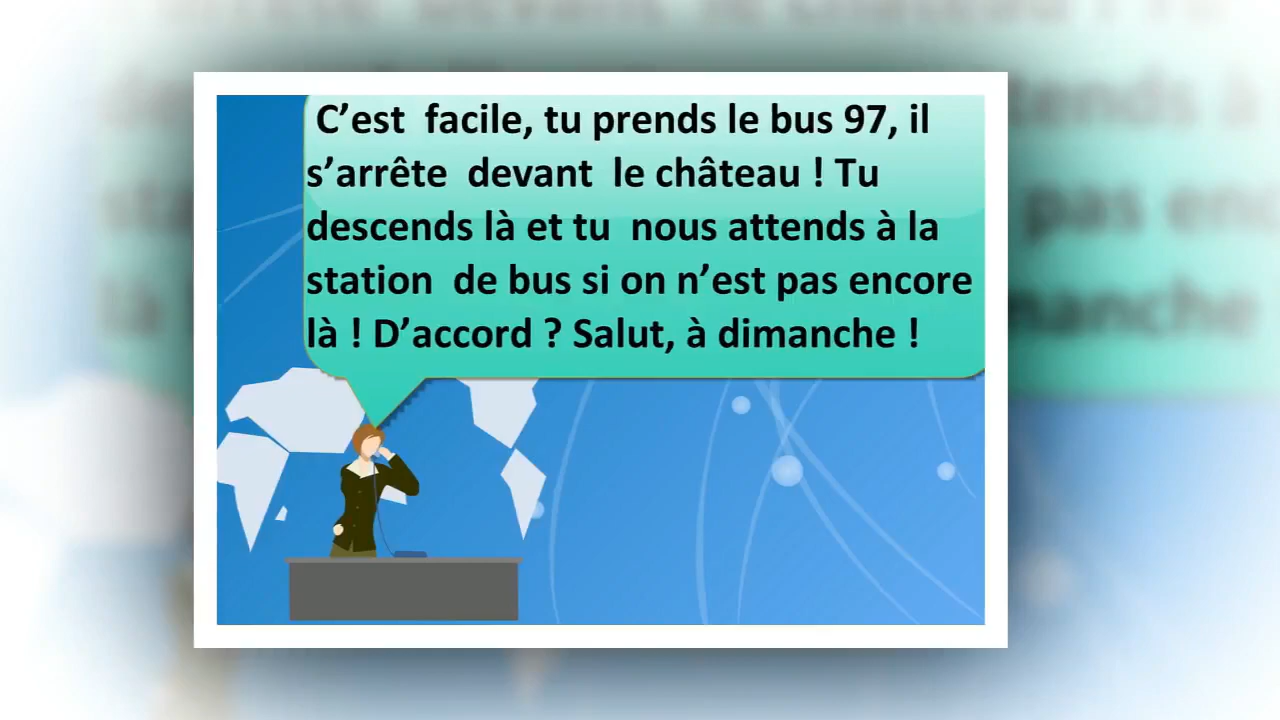 C’est facile, tu prends le bus 97, il
s’arrête devant le château ! Tu
descends là et tu nous attends à la
station de bus si on n’est pas encore
là ! D’accord ? Salut, à dimanche !